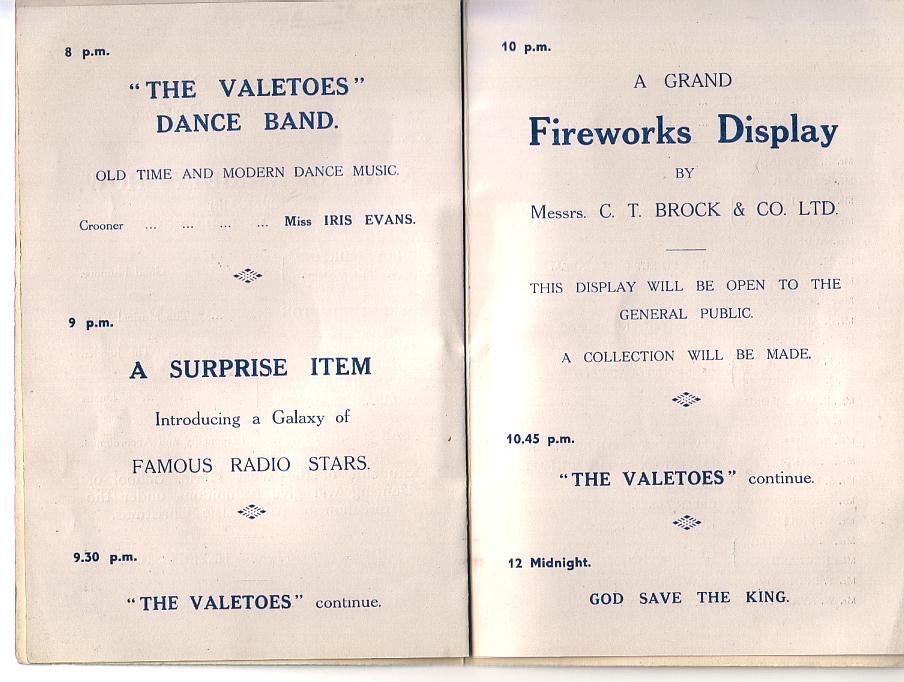 8 p.m.
“THE VALETOES”
DANCE BAND.
OLD TIME AND MODERN DANCE MUSIC.
Crooner ... ... ... ... Miss IRIS EVANS.
9 p.m.
A SURPRISE ITEM
Introducing a Galaxy of
FAMOUS RADIO STARS.
9.30 p.m.
“THE VALETOES” continue.
10 p.m.
A GRAND
Fireworks Display
BY
Messrs. C. T. BROCK & CO. LTD.
THIS DISPLAY WILL BE OPEN TO THE
GENERAL PUBLIC.
A COLLECTION WILL BE MADE.
10.45 p.m.
“THE VALETOES” continue.
12 Midnight.
GOD SAVE THE KING.